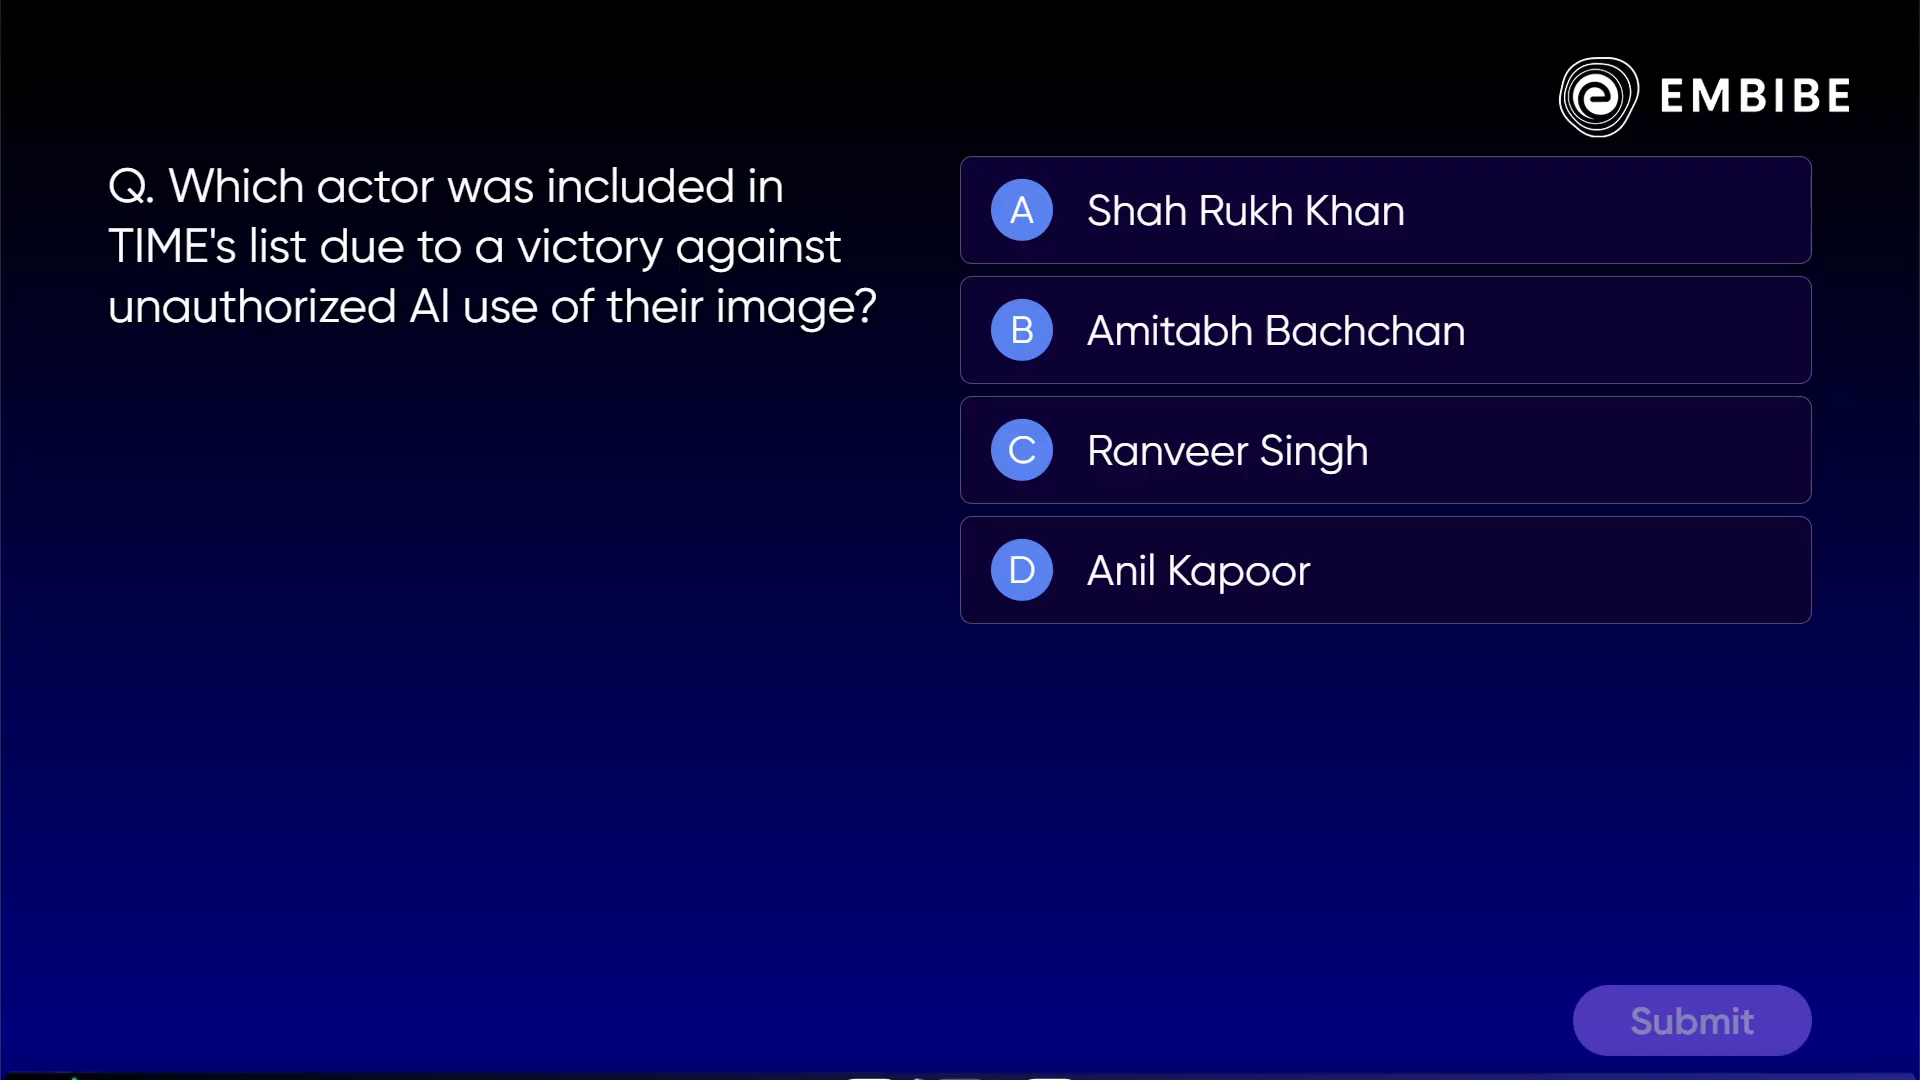 EMBIBE
Q. Which actor was included in
TIME's list due to a victory against
unauthorized AI use of their image?
A Shah Rukh Khan
B Amitabh Bachchan
C Ranveer Singh
D Anil Kapoor
Submit